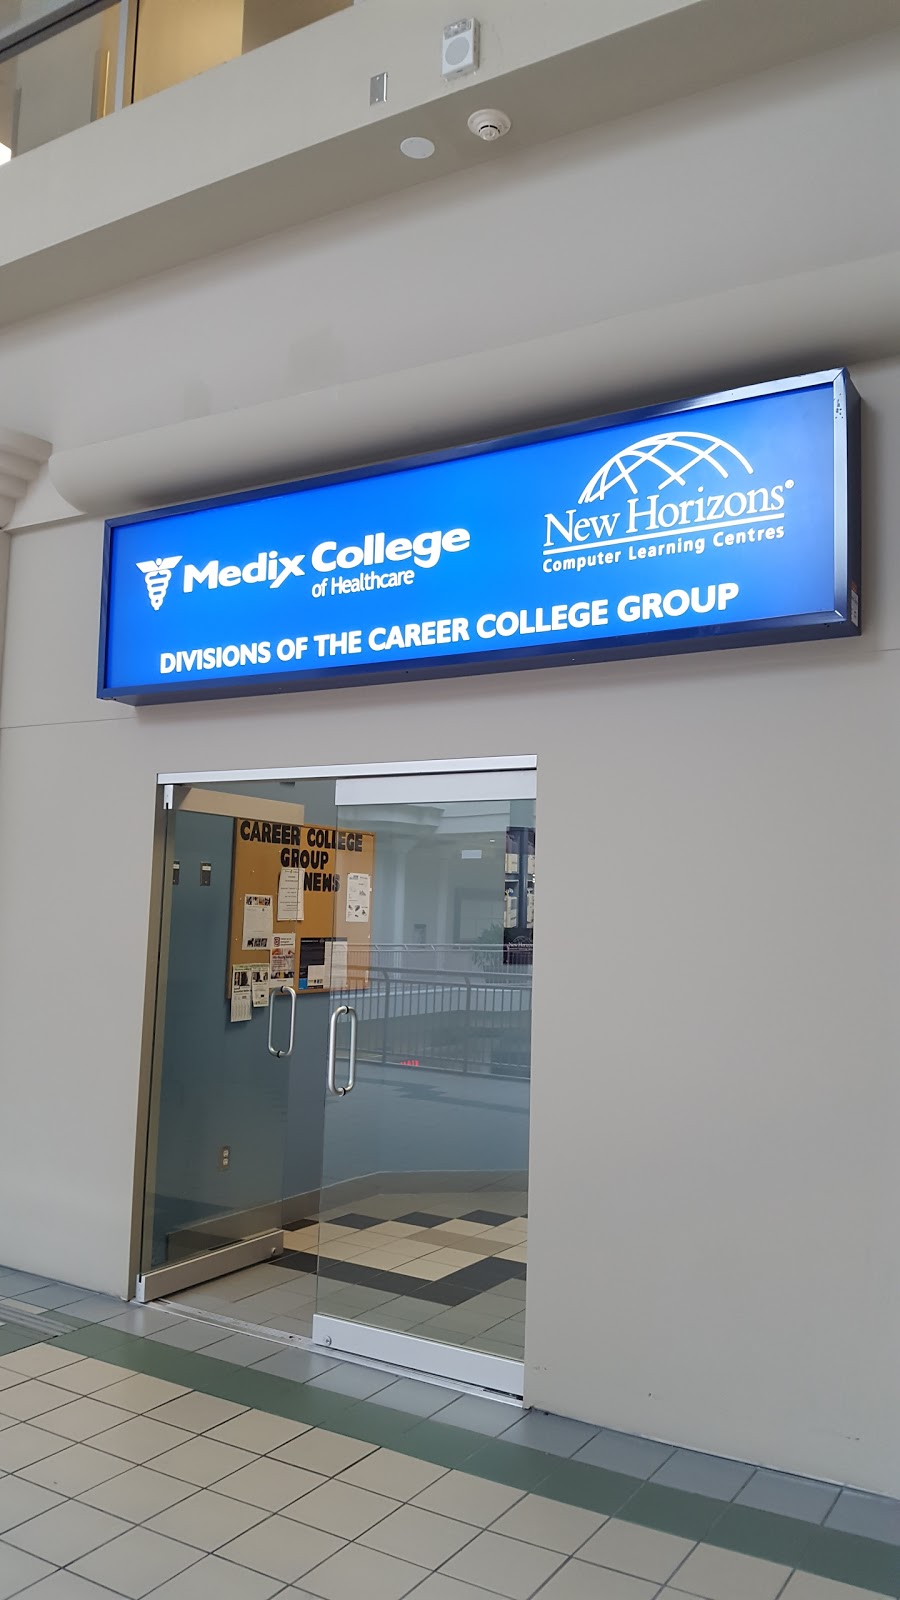 Medix College
of Healthcare
New Horizons®
Computer Learning Centres
DIVISIONS OF THE CAREER COLLEGE GROUP
CAREER COLLEGE
GROUP
NEWS